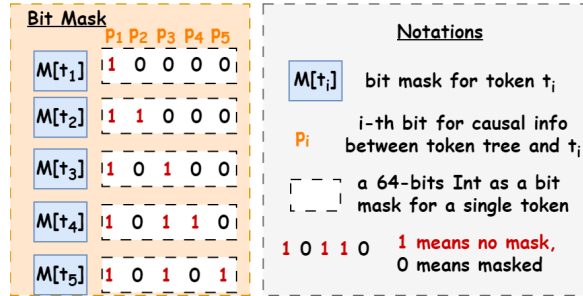 Bit Mask
p1 p2 p3 p4 p5
M[t1] 1 0 0 0 0
M[t2] 1 1 0 0 0
M[t3] 1 0 1 0 0
M[t4] 1 0 1 1 0
M[t5] 1 0 1 0 1
Notations
M[ti] bit mask for token ti
pi i-th bit for causal info
between token tree and ti
a 64-bits Int as a bit
mask for a single token
1 0 1 1 0 1 means no mask,
0 means masked